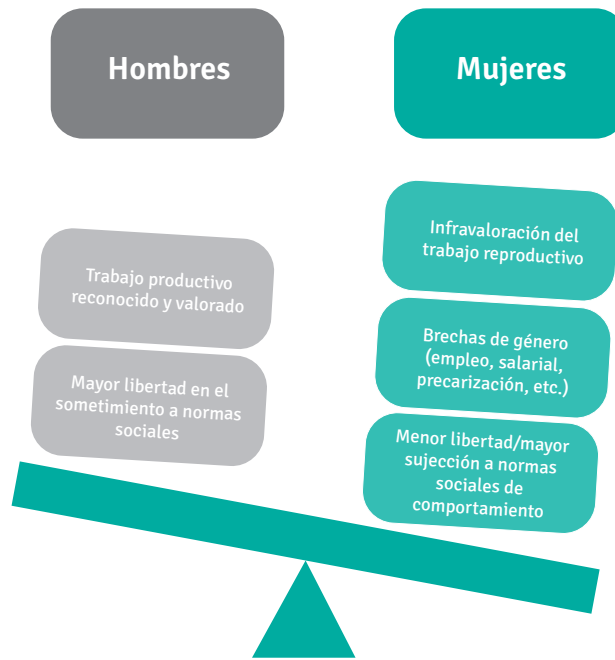 Hombres
Mujeres
Trabajo productivo
reconocido y valorado
Mayor libertad en el
sometimiento a normas
sociales
Infravaloración del
trabajo reproductivo
Brechas de género
(empleo, salarial,
precarización, etc.)
Menor libertad/mayor
sujección a normas
sociales de
comportamiento